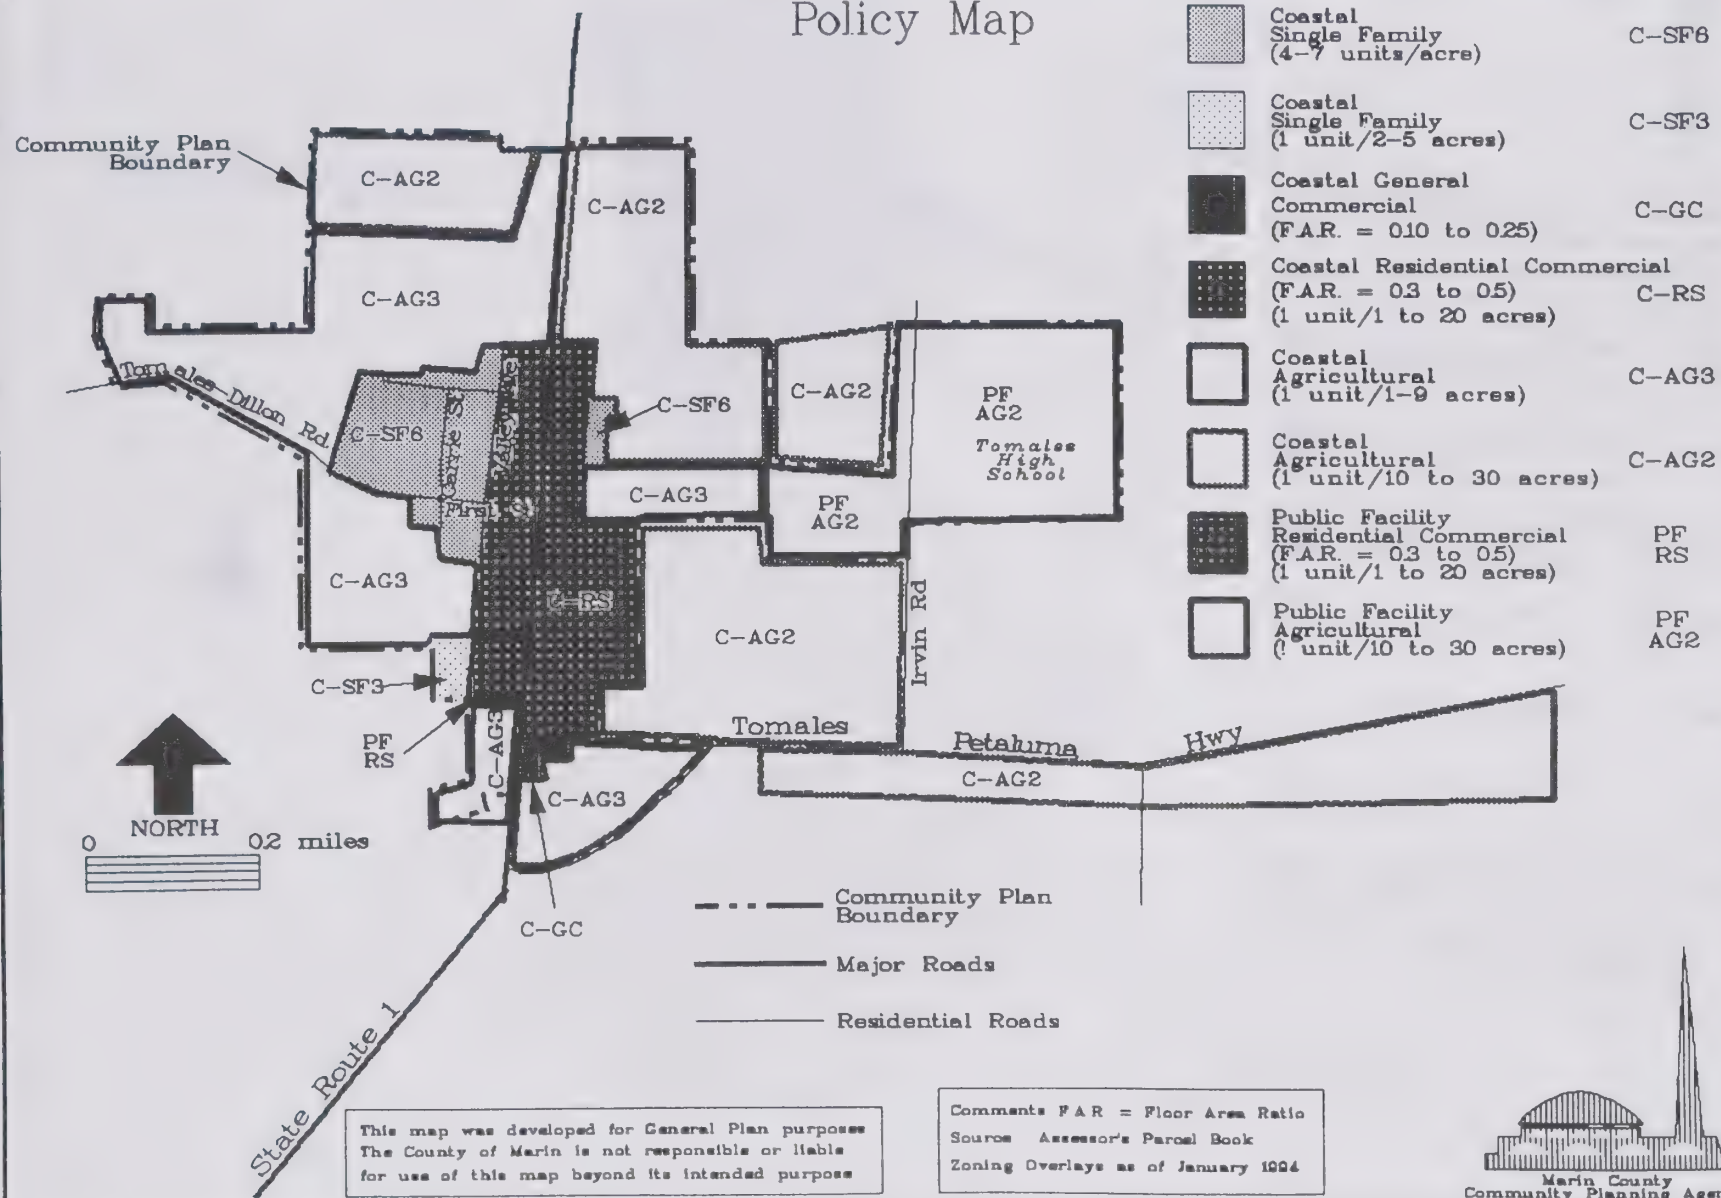 Policy Map
Coastal
Single Family
(4-7 units/acre)
C-SF6
Coastal
Single Family
(1 unit/2-5 acres)
C-SF3
Coastal General
Commercial
(F.A.R. = 0.10 to 0.25)
C-GC
Coastal Residential Commercial
(F.A.R. = 0.3 to 0.5)
(1 unit/1 to 20 acres)
C-RS
Coastal
Agricultural
(1 unit/1-9 acres)
C-AG3
Coastal
Agricultural
(1 unit/10 to 30 acres)
C-AG2
Public Facility
Residential Commercial
(F.A.R. = 0.3 to 0.5)
(1 unit/1 to 20 acres)
PF
RS
Public Facility
Agricultural
(1 unit/10 to 30 acres)
PF
AG2
Community Plan
Boundary
C-AG2
C-AG2
C-AG3
Tomales-Dillon Rd
C-SF6
Carrie St
Valley Ave
First St
C-SF6
C-AG2
PF
AG2
Tomales
High
School
C-AG3
PF
AG2
C-AG3
C-RS
C-AG2
Irvin Rd
C-SF3
PF
RS
C-AG3
Tomales
Petaluma
Hwy
C-AG2
C-AG3
C-GC
State Route 1
NORTH
0
0.2 miles
Community Plan
Boundary
Major Roads
Residential Roads
This map was developed for General Plan purposes
The County of Marin is not responsible or liable
for use of this map beyond its intended purpose
Comments F A R = Floor Area Ratio
Source Assessor's Parcel Book
Zoning Overlays as of January 1994
Marin County
Community Planning Agen